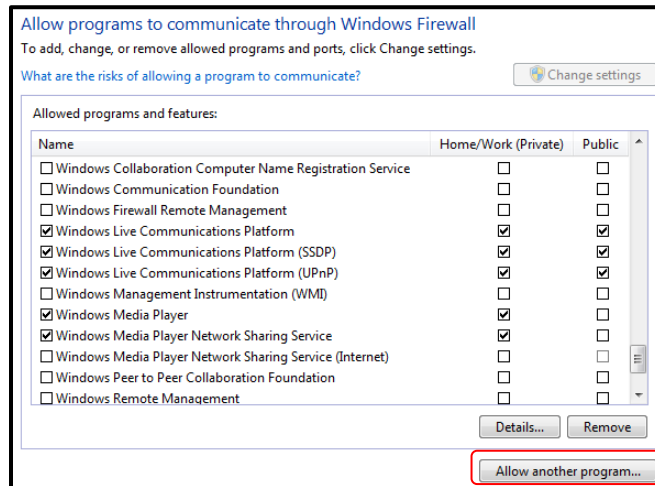 Allow programs to communicate through Windows Firewall
To add, change, or remove allowed programs and ports, click Change settings.
What are the risks of allowing a program to communicate? Change settings
Allowed programs and features:
Name Home/Work (Private) Public
Windows Collaboration Computer Name Registration Service
Windows Communication Foundation
Windows Firewall Remote Management
Windows Live Communications Platform
Windows Live Communications Platform (SSDP)
Windows Live Communications Platform (UPnP)
Windows Management Instrumentation (WMI)
Windows Media Player
Windows Media Player Network Sharing Service
Windows Media Player Network Sharing Service (Internet)
Windows Peer to Peer Collaboration Foundation
Windows Remote Management
Details... Remove
Allow another program...